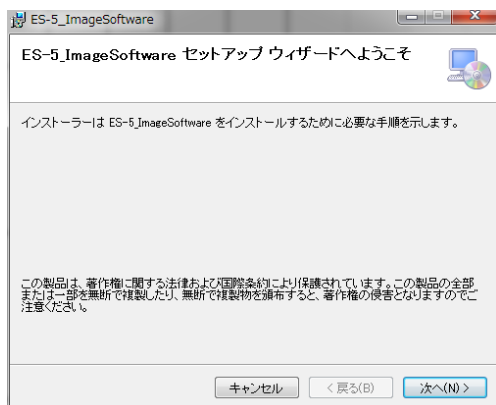 ES-5_ImageSoftware
ES-5_ImageSoftware セットアップ ウィザードへようこそ
インストーラーは ES-5_ImageSoftware をインストールするために必要な手順を示します。
この製品は、著作権に関する法律および国際条約により保護されています。この製品の全部
または一部を無断で複製したり、無断で複製物を頒布すると、著作権の侵害となりますのでご
注意ください。
キャンセル
< 戻る(B)
次へ(N) >